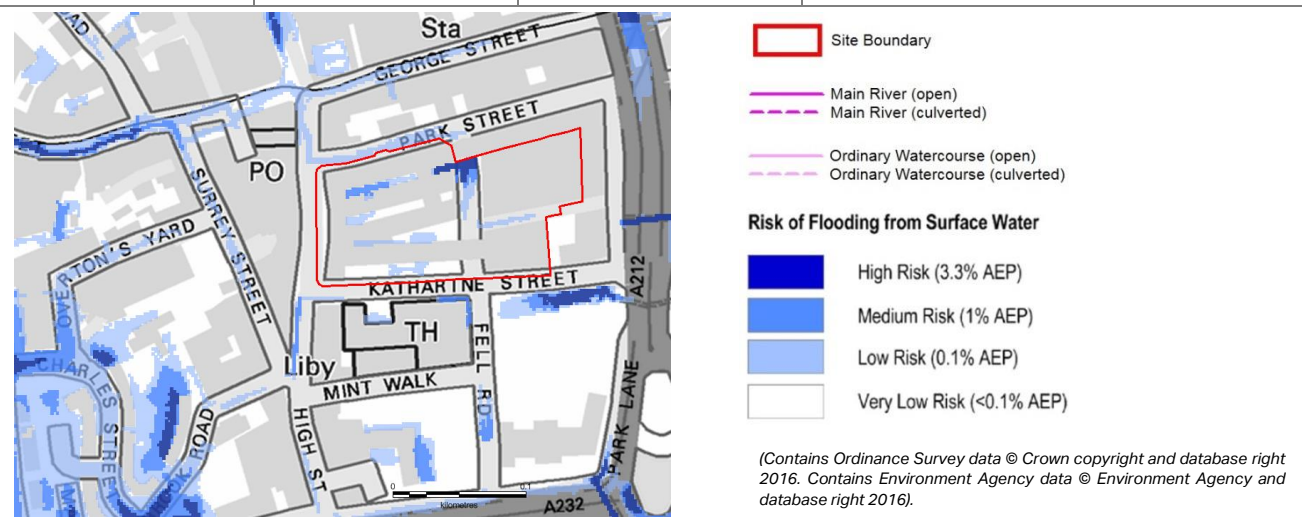 Sta
GEORGE STREET
PARK STREET
PO
SURREY STREET
OVERTON'S YARD
KATHARINE STREET
A212
TH
FELL RD
Liby
MINT WALK
CHARLES STREET
ROAD
HIGH ST
PARK LANE
0
0.1
kilometres
A232
Site Boundary
Main River (open)
Main River (culverted)
Ordinary Watercourse (open)
Ordinary Watercourse (culverted)
Risk of Flooding from Surface Water
High Risk (3.3% AEP)
Medium Risk (1% AEP)
Low Risk (0.1% AEP)
Very Low Risk (<0.1% AEP)
(Contains Ordinance Survey data © Crown copyright and database right
2016. Contains Environment Agency data © Environment Agency and
database right 2016).